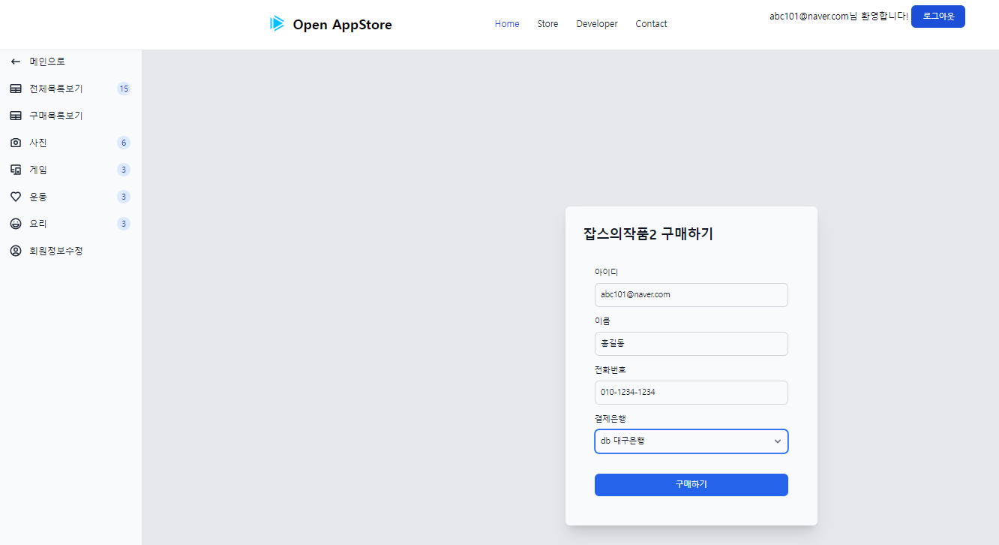 Open AppStore
Home Store Developer Contact
abc101@naver.com님 환영합니다! 로그아웃
메인으로
전체목록보기 15
구매목록보기
사진 6
게임 3
운동 3
요리 3
회원정보수정
잡스의작품2 구매하기
아이디
abc101@naver.com
이름
홍길동
전화번호
010-1234-1234
결제은행
db 대구은행
구매하기